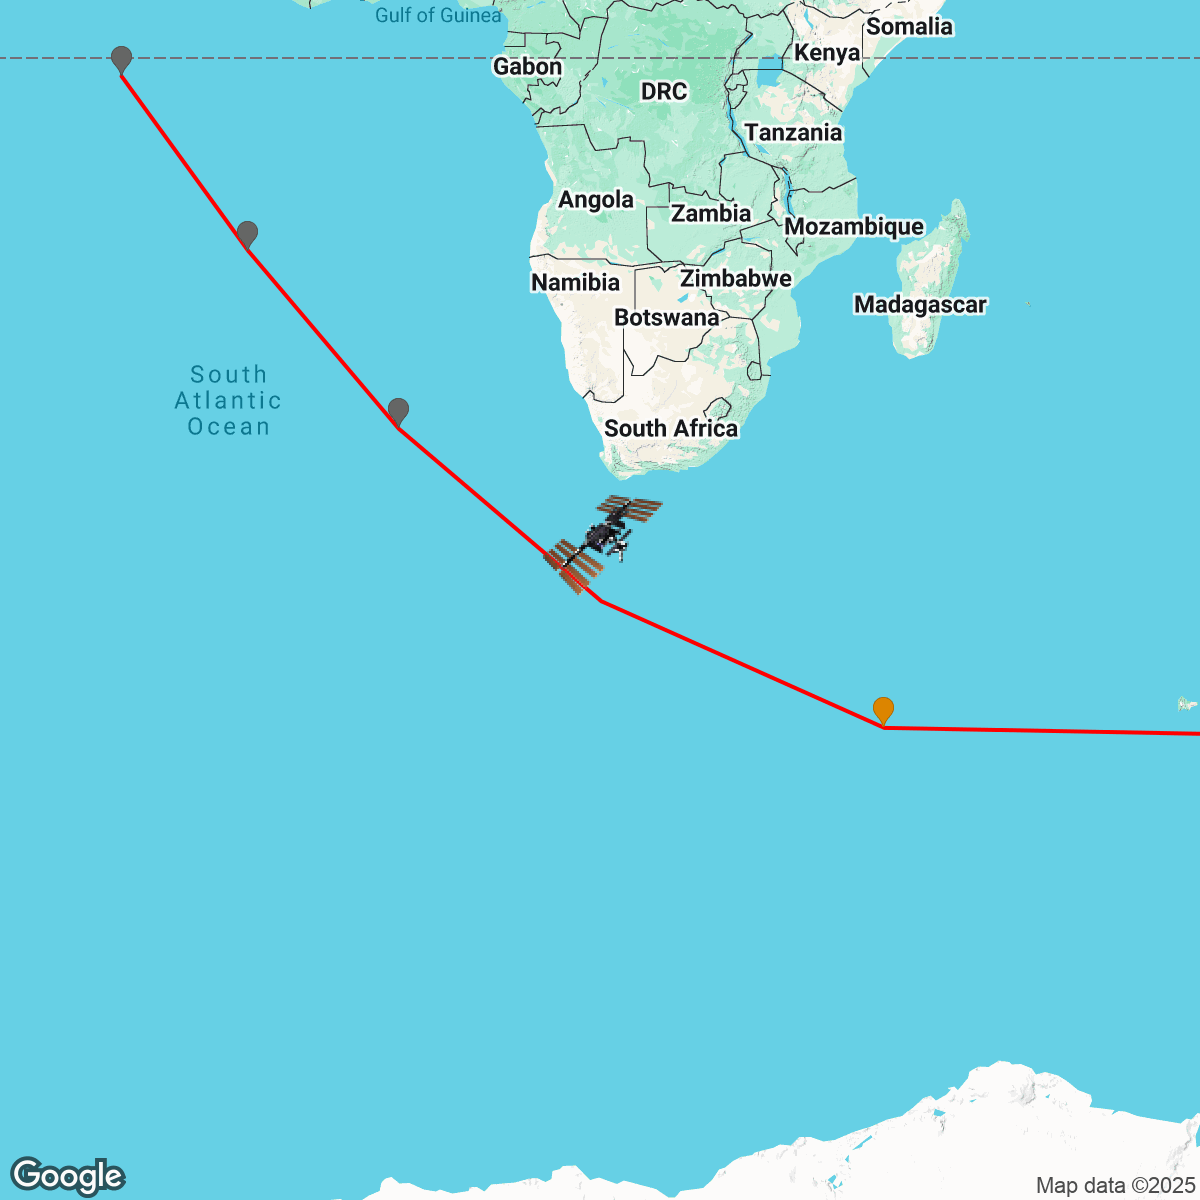 Gulf of Guinea
Somalia
Kenya
Gabon
DRC
Tanzania
Angola
Zambia
Mozambique
Namibia
Zimbabwe
Madagascar
Botswana
South
Atlantic
Ocean
South Africa
Google
Map data ©2025